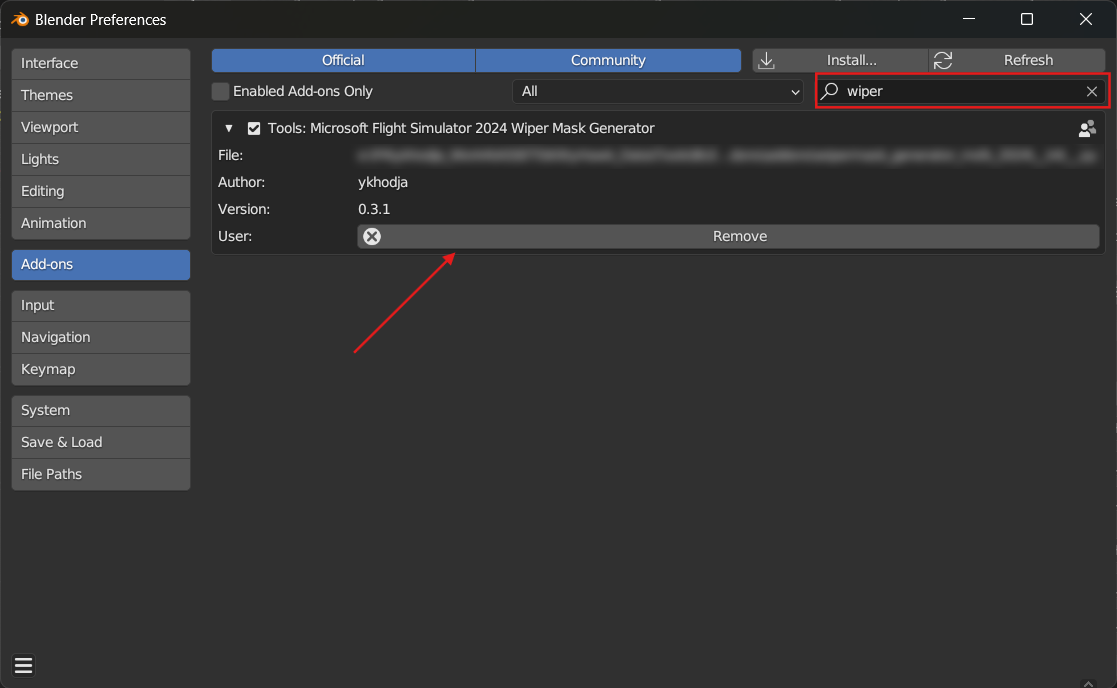 Blender Preferences
Interface
Themes
Viewport
Lights
Editing
Animation
Add-ons
Input
Navigation
Keymap
System
Save & Load
File Paths
Official Community Install... Refresh
Enabled Add-ons Only All wiper
Tools: Microsoft Flight Simulator 2024 Wiper Mask Generator
File:
Author: ykhodja
Version: 0.3.1
User: Remove